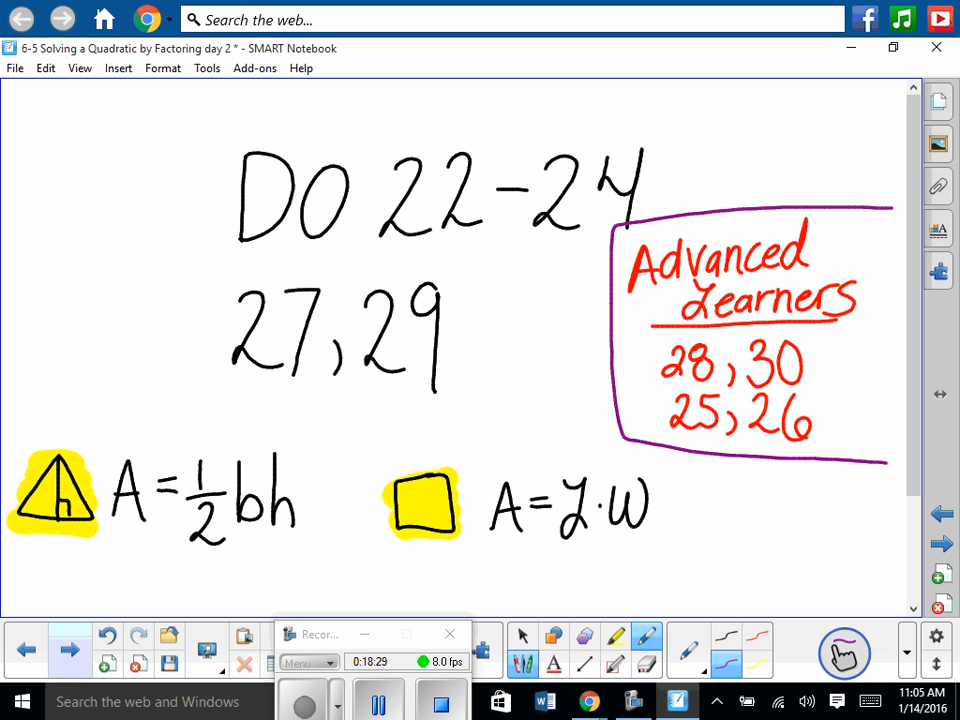 Search the web...
6-5 Solving a Quadratic by Factoring day 2 * - SMART Notebook
File Edit View Insert Format Tools Add-ons Help
DO 22-24
27, 29
Advanced
Learners
28, 30
25, 26
A = 1/2 bh
A = L · W
Recor...
Menu
0:18:29
8.0 fps
Search the web and Windows
11:05 AM
1/14/2016